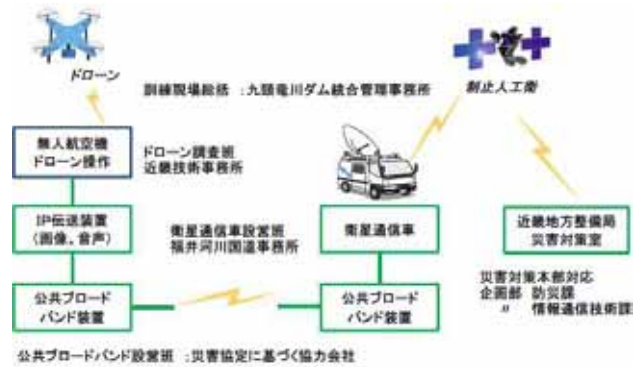 ドローン
制止人工衛
訓練現場総括 ：九頭竜川ダム統合管理事務所
無人航空機
ドローン操作
ドローン調査班
近畿技術事務所
IP伝送装置
(画像。音声)
衛星通信車設営班
福井河川国道事務所
衛星通信車
近畿地方整備局
災害対策室
公共ブロード
バンド装置
公共ブロード
バンド装置
災害対策本部対応
企画部 防災課
〃 情報通信技術課
公共ブロードバンド設営班 ：災害協定に基づく協力会社